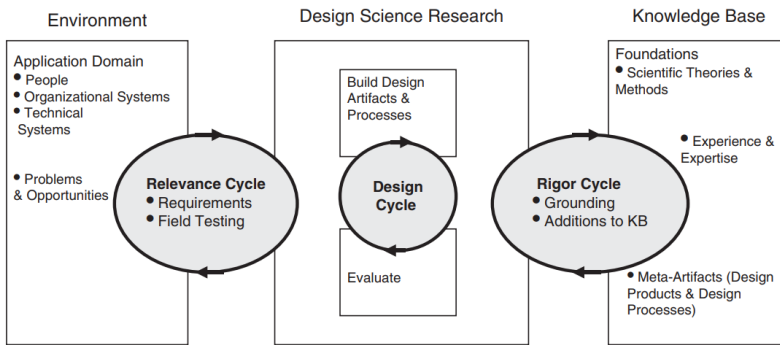 Environment
Design Science Research
Knowledge Base
Application Domain
● People
● Organizational Systems
● Technical
Systems
● Problems
& Opportunities
Relevance Cycle
● Requirements
● Field Testing
Build Design
Artifacts &
Processes
Design
Cycle
Evaluate
Rigor Cycle
● Grounding
● Additions to KB
Foundations
● Scientific Theories &
Methods
● Experience &
Expertise
● Meta-Artifacts (Design
Products & Design
Processes)